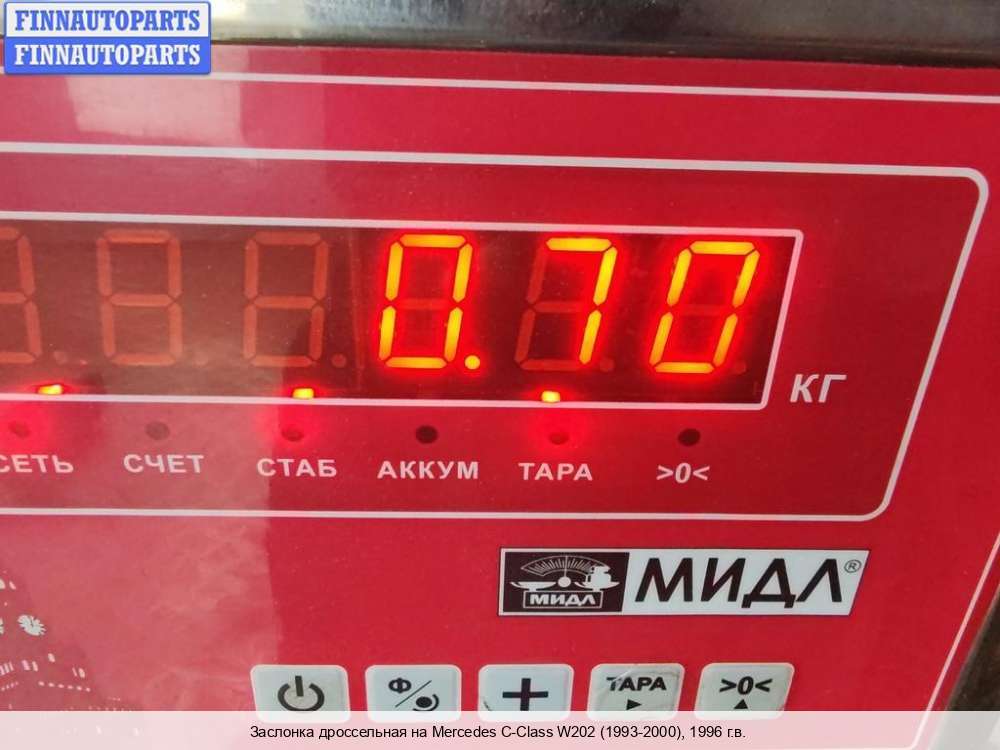 FINNAUTOPARTS
FINNAUTOPARTS
0.70
КГ
СЕТЬ СЧЕТ СТАБ АККУМ ТАРА >0<
МИДЛ МИДЛ®
Ф ТАРА >0<
Заслонка дроссельная на Mercedes C-Class W202 (1993-2000), 1996 г.в.